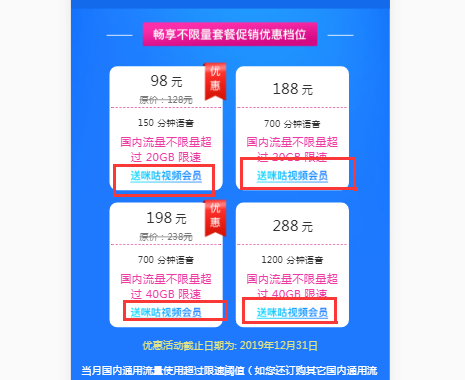 畅享不限量套餐促销优惠档位
98 元
优惠
原价：128元
150 分钟语音
国内流量不限量超
过 20GB 限速
送咪咕视频会员
188 元
700 分钟语音
国内流量不限量超
过 20GB 限速
送咪咕视频会员
198 元
优惠
原价：238元
700 分钟语音
国内流量不限量超
过 40GB 限速
送咪咕视频会员
288 元
1200 分钟语音
国内流量不限量超
过 40GB 限速
送咪咕视频会员
优惠活动截止日期为: 2019年12月31日
当月国内通用流量使用超过限速阈值（如您还订购其它国内通用流